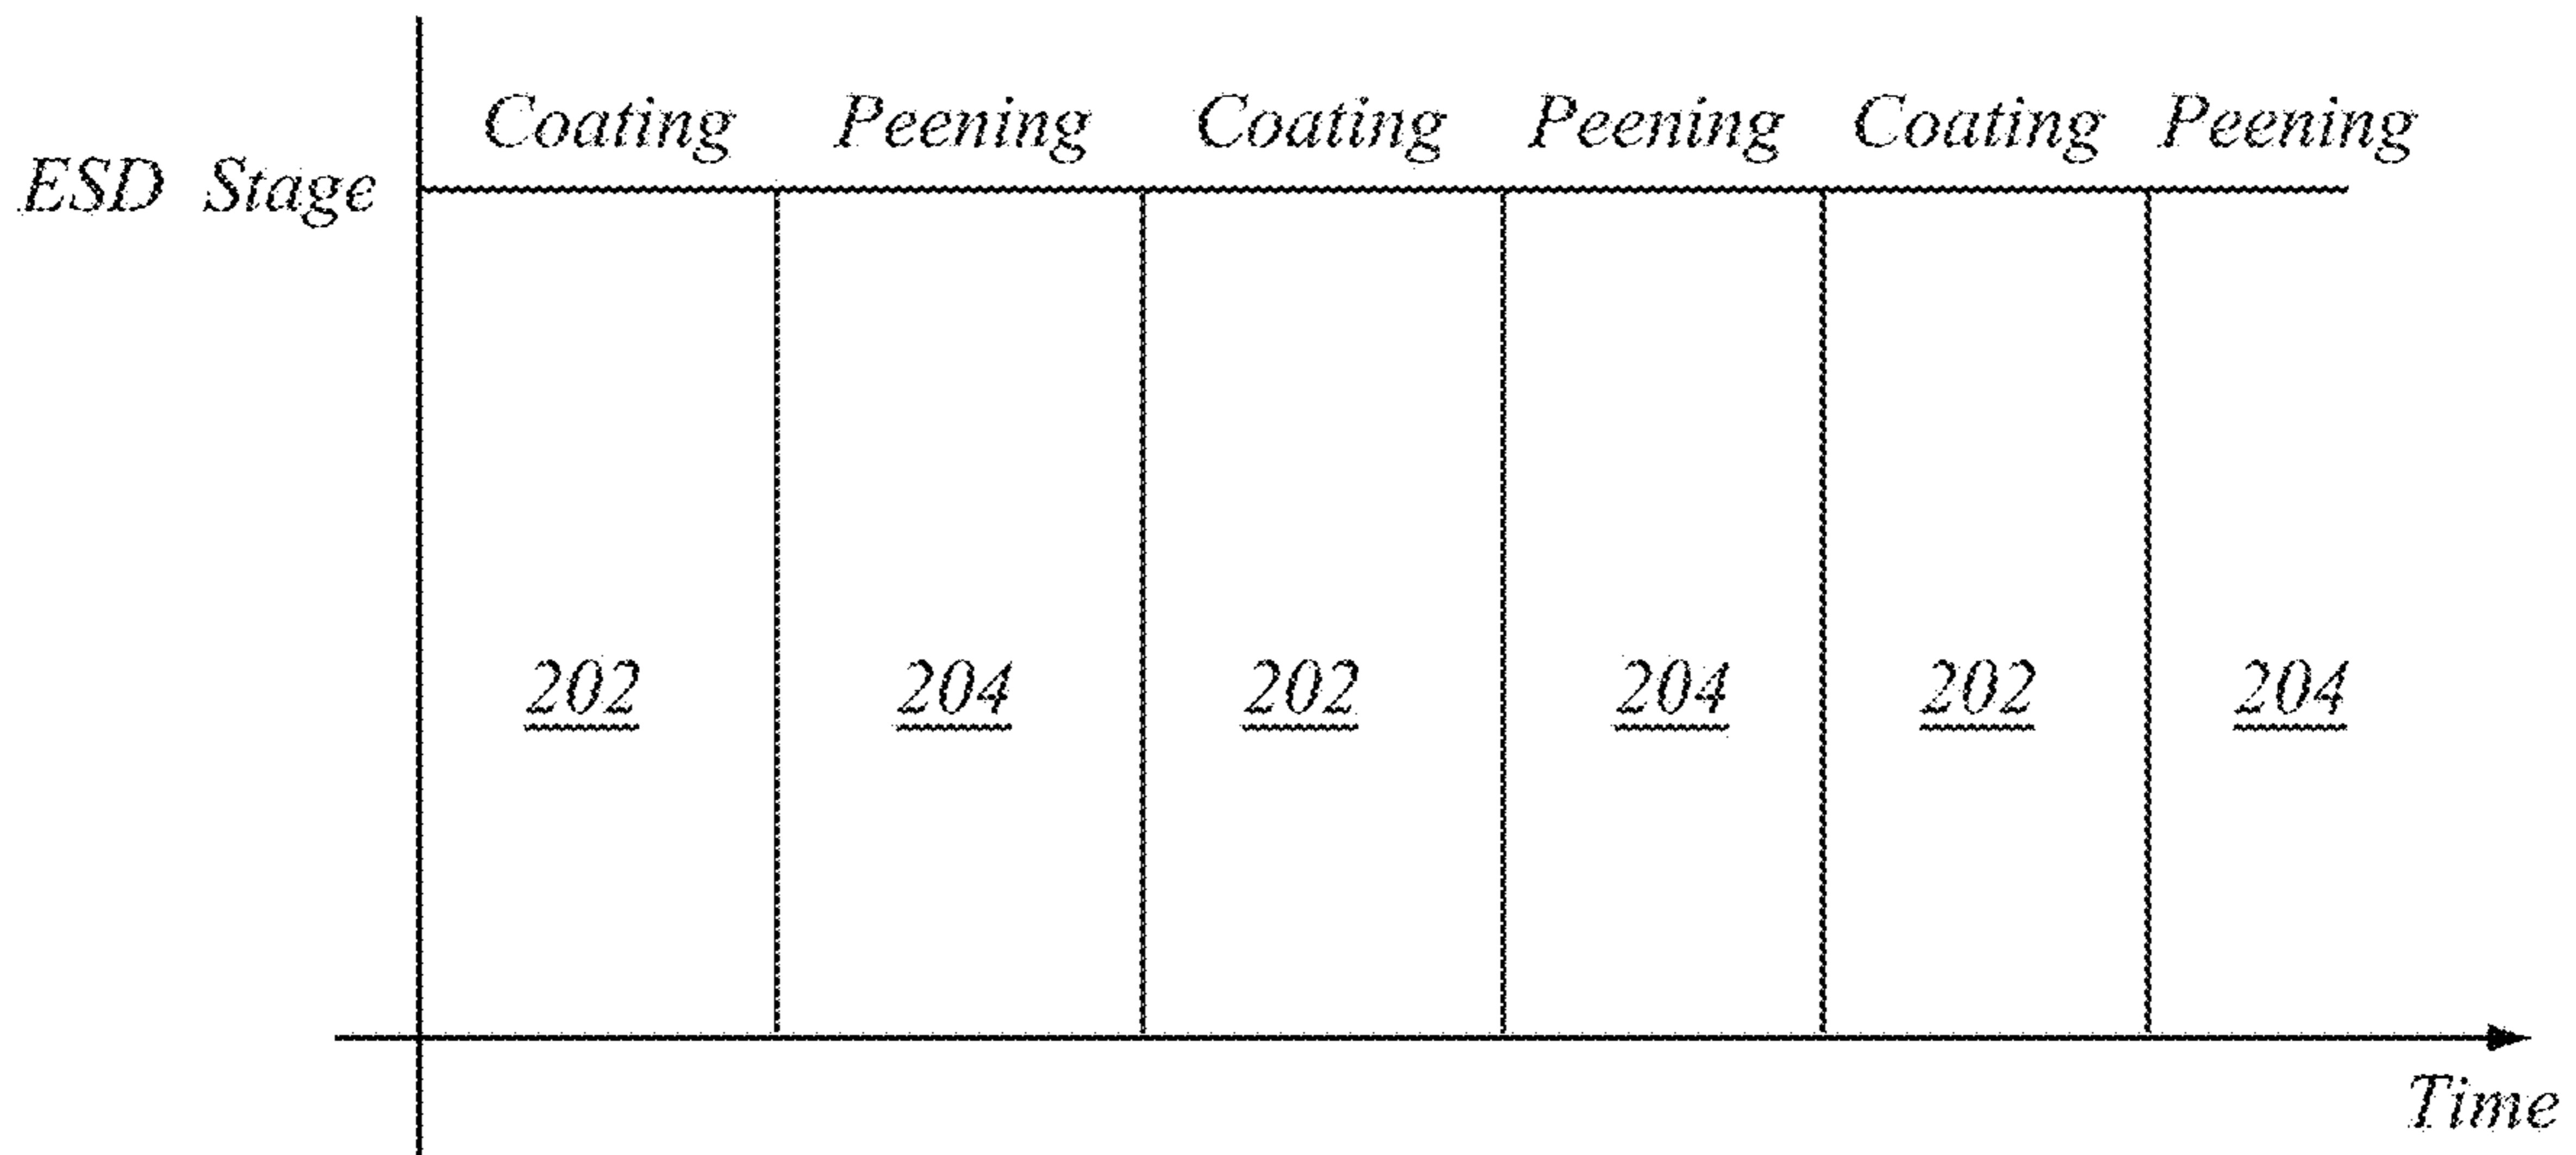 Coating Peening Coating Peening Coating Peening
ESD Stage
202 204 202 204 202 204
Time